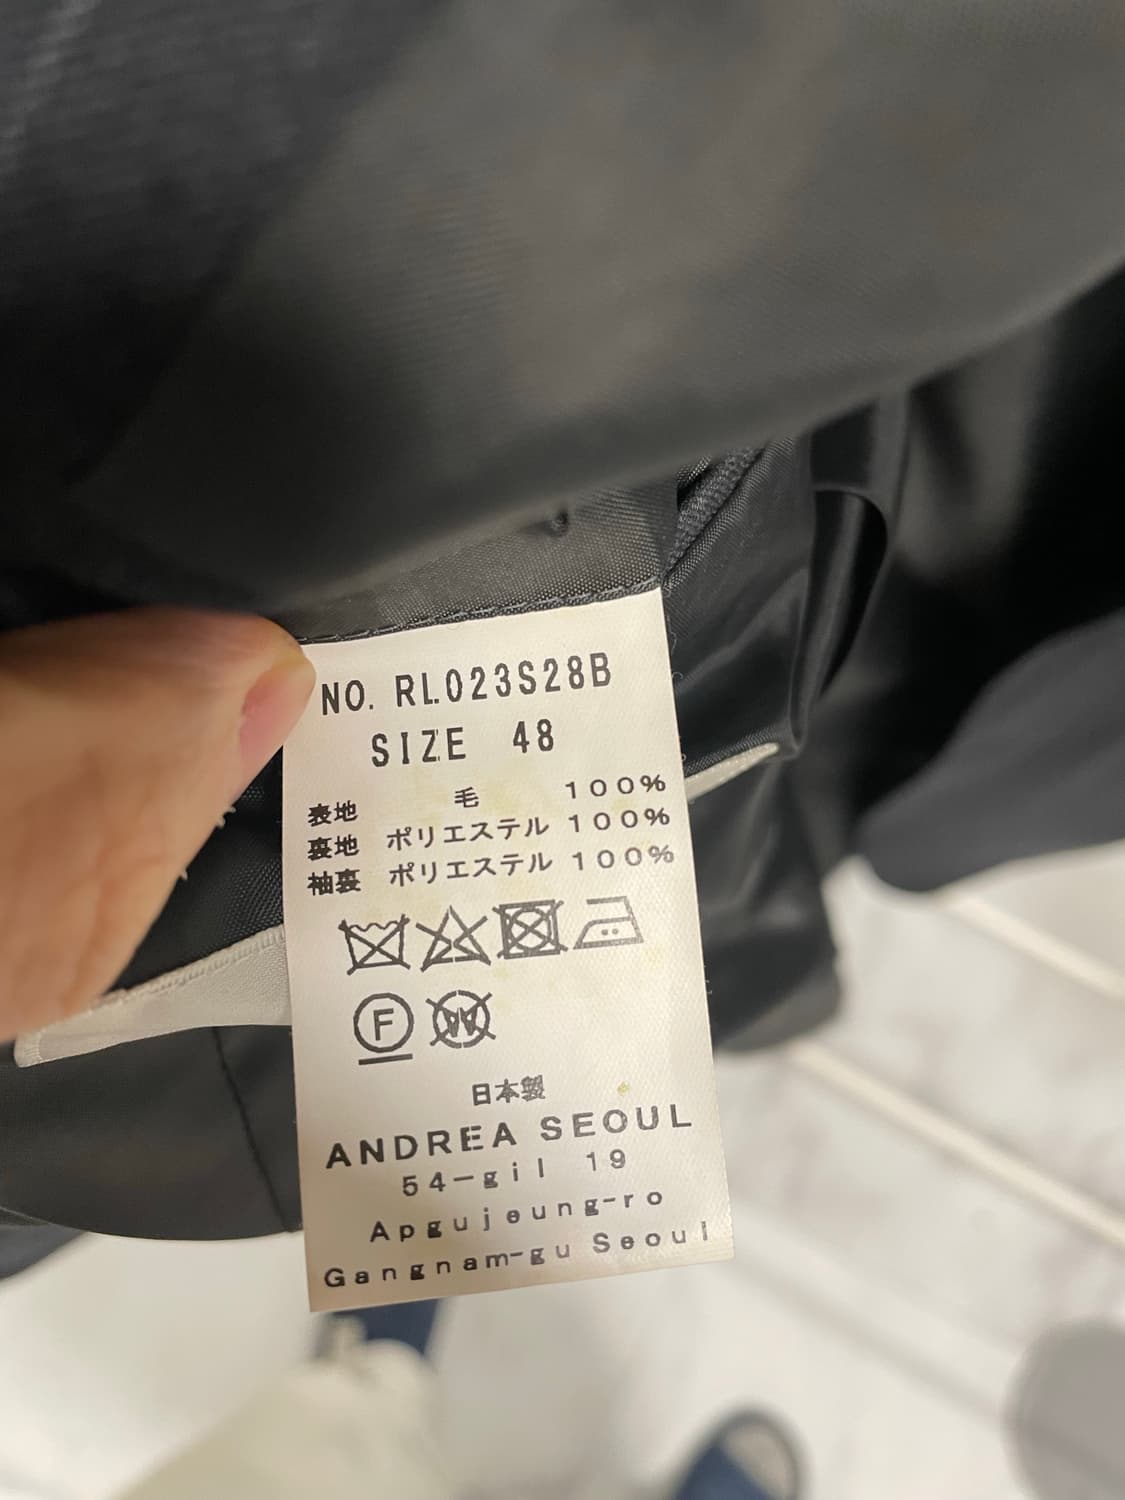 NO. RL023S28B
SIZE 48
表地 毛 100%
裏地 ポリエステル 100%
袖裏 ポリエステル 100%
F W
日本製
ANDREA SEOUL
54-gil 19
Apgujeung-ro
Gangnam-gu Seoul